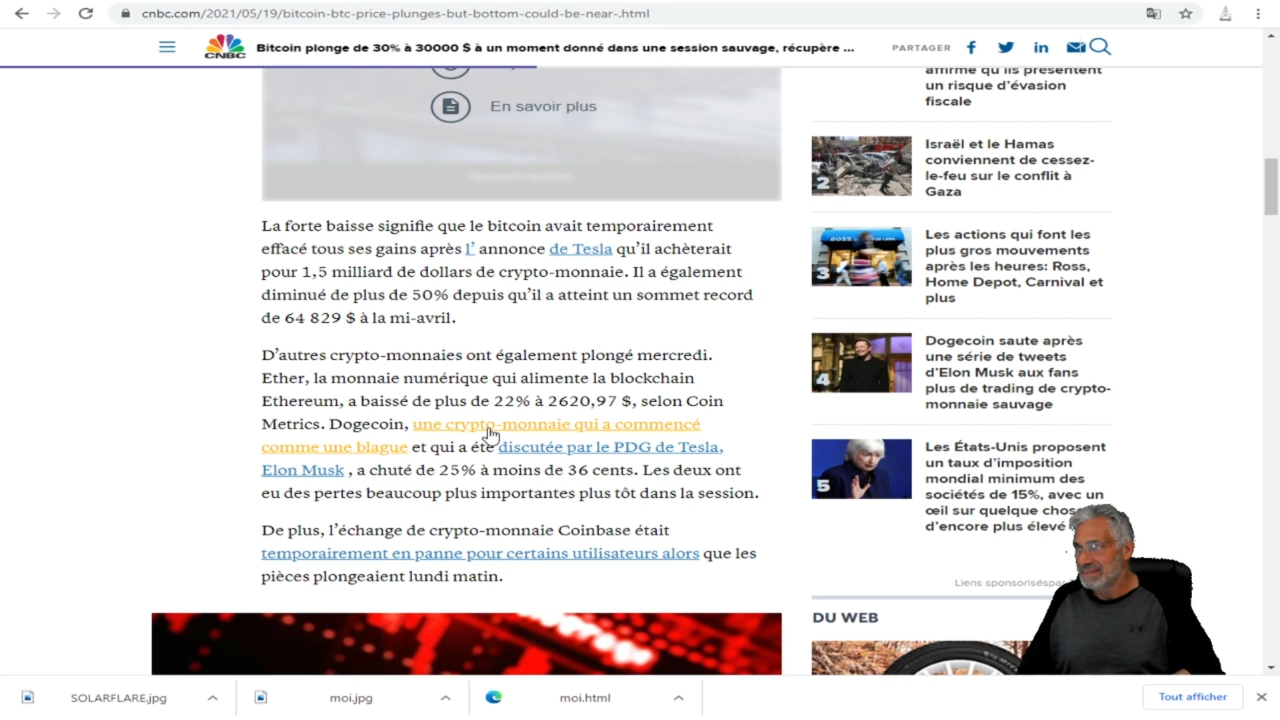 cnbc.com/2021/05/19/bitcoin-btc-price-plunges-but-bottom-could-be-near-.html
CNBC
Bitcoin plonge de 30% à 30000 $ à un moment donné dans une session sauvage, récupère ...
PARTAGER
En savoir plus
La forte baisse signifie que le bitcoin avait temporairement
effacé tous ses gains après l’ annonce de Tesla qu’il achèterait
pour 1,5 milliard de dollars de crypto-monnaie. Il a également
diminué de plus de 50% depuis qu’il a atteint un sommet record
de 64 829 $ à la mi-avril.
D’autres crypto-monnaies ont également plongé mercredi.
Ether, la monnaie numérique qui alimente la blockchain
Ethereum, a baissé de plus de 22% à 2620,97 $, selon Coin
Metrics. Dogecoin, une crypto-monnaie qui a commencé
comme une blague et qui a été discutée par le PDG de Tesla,
Elon Musk , a chuté de 25% à moins de 36 cents. Les deux ont
eu des pertes beaucoup plus importantes plus tôt dans la session.
De plus, l’échange de crypto-monnaie Coinbase était
temporairement en panne pour certains utilisateurs alors que les
pièces plongeaient lundi matin.
affirme qu’ils présentent
un risque d’évasion
fiscale
2
Israël et le Hamas
conviennent de cessez-
le-feu sur le conflit à
Gaza
3
Les actions qui font les
plus gros mouvements
après les heures: Ross,
Home Depot, Carnival et
plus
4
Dogecoin saute après
une série de tweets
d’Elon Musk aux fans
plus de trading de crypto-
monnaie sauvage
5
Les États-Unis proposent
un taux d’imposition
mondial minimum des
sociétés de 15%, avec un
œil sur quelque chose
d’encore plus élevé
Liens sponsorisés
DU WEB
SOLARFLARE.jpg
moi.jpg
moi.html
Tout afficher